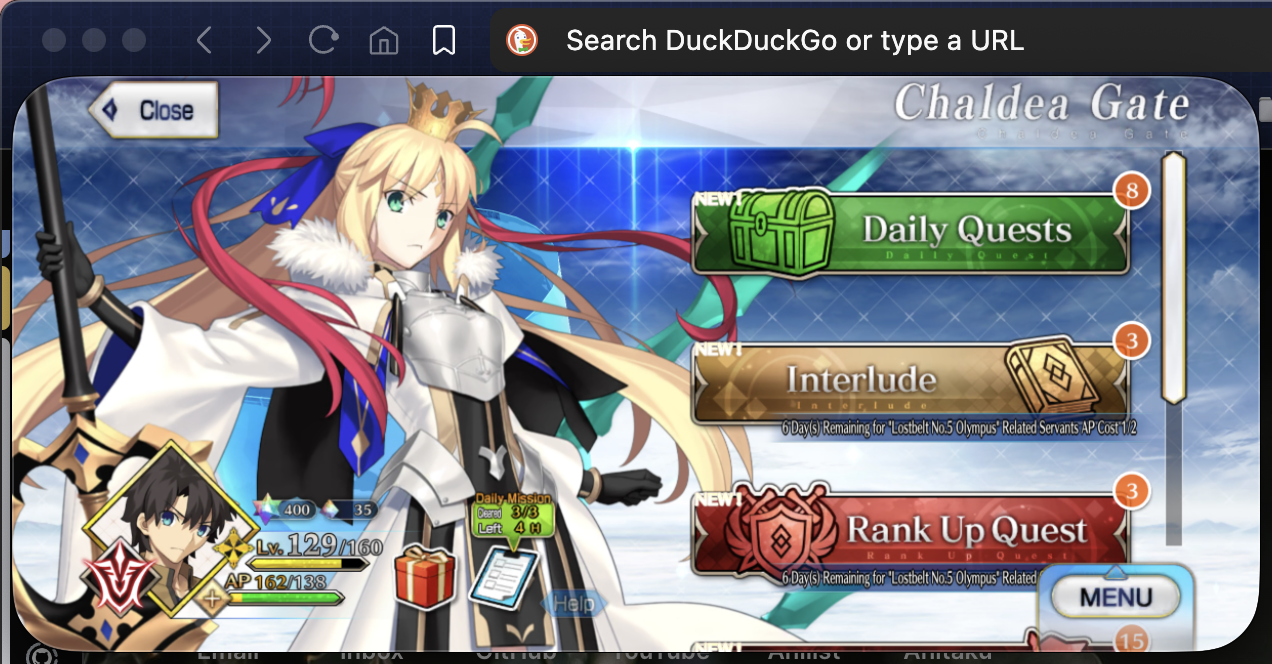 Search DuckDuckGo or type a URL
Close
Chaldea Gate
Chaldea Gate
NEW!
8
Daily Quests
Daily Quest
NEW!
3
Interlude
Interlude
6 Day(s) Remaining for "Lostbelt No.5 Olympus" Related Servants AP Cost 1/2
NEW!
3
Rank Up Quest
Rank Up Quest
6 Day(s) Remaining for "Lostbelt No.5 Olympus" Related
400
35
Daily Mission
Cleared 3/3
Left 4 H
Lv. 129/160
AP 162/138
Help
MENU
NEW!
15
Email
Inbox
GitHub
YouTube
Anilist
Anitaku